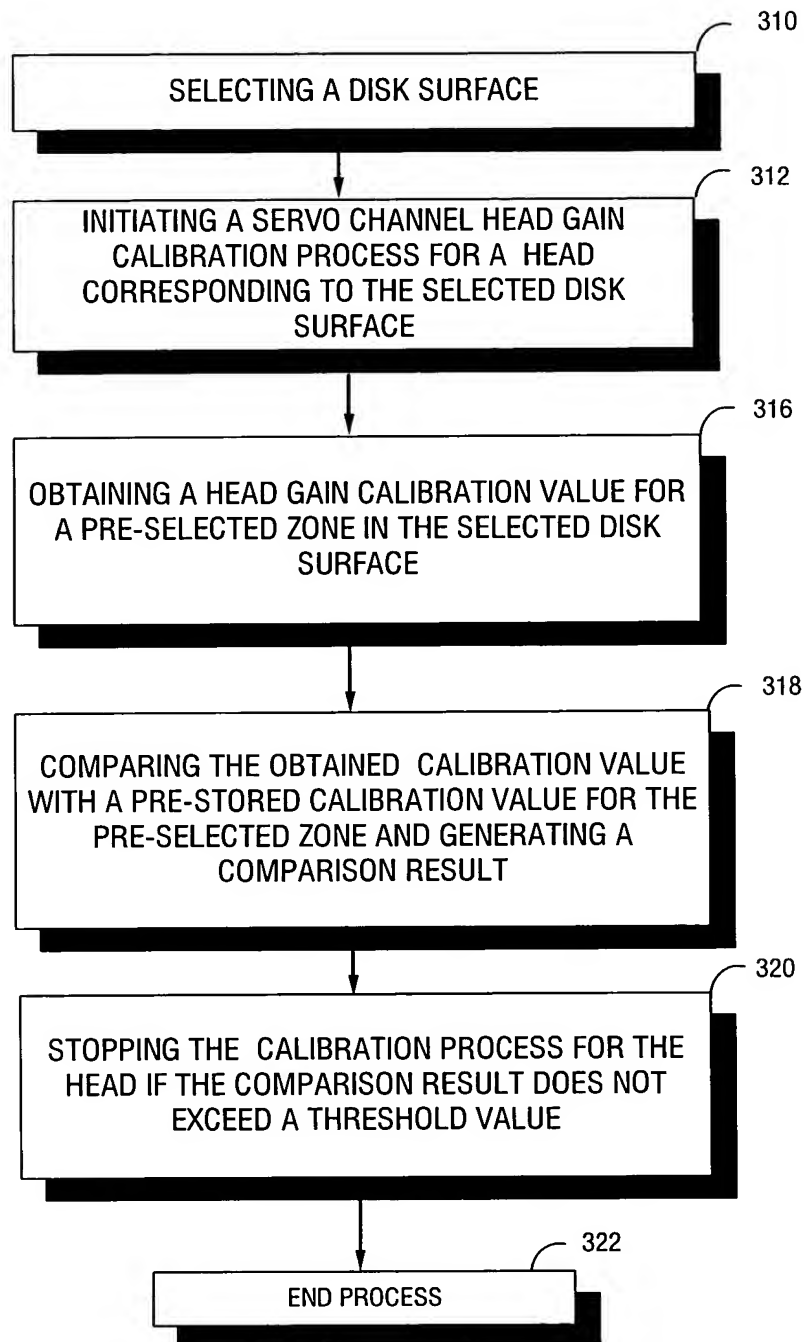 310
SELECTING A DISK SURFACE
312
INITIATING A SERVO CHANNEL HEAD GAIN
CALIBRATION PROCESS FOR A HEAD
CORRESPONDING TO THE SELECTED DISK
SURFACE
316
OBTAINING A HEAD GAIN CALIBRATION VALUE FOR
A PRE-SELECTED ZONE IN THE SELECTED DISK
SURFACE
318
COMPARING THE OBTAINED CALIBRATION VALUE
WITH A PRE-STORED CALIBRATION VALUE FOR THE
PRE-SELECTED ZONE AND GENERATING A
COMPARISON RESULT
320
STOPPING THE CALIBRATION PROCESS FOR THE
HEAD IF THE COMPARISON RESULT DOES NOT
EXCEED A THRESHOLD VALUE
322
END PROCESS